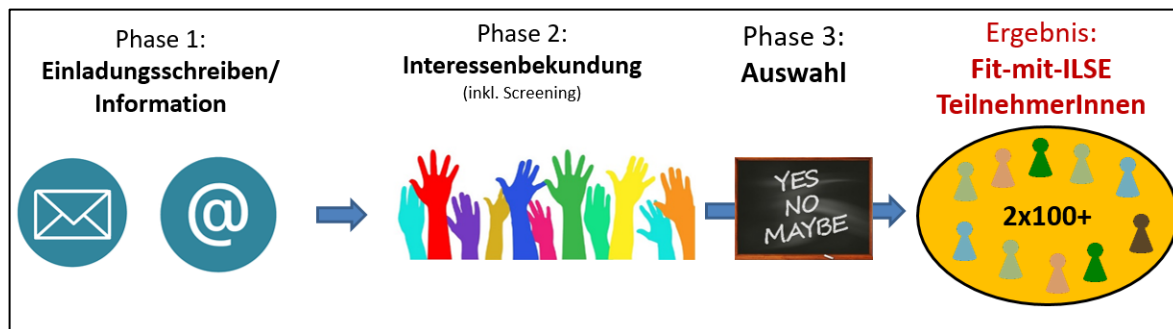 Phase 1:
Einladungsschreiben/
Information
@
Phase 2:
Interessenbekundung
(inkl. Screening)
Phase 3:
Auswahl
YES
NO
MAYBE
Ergebnis:
Fit-mit-ILSE
TeilnehmerInnen
2x100+